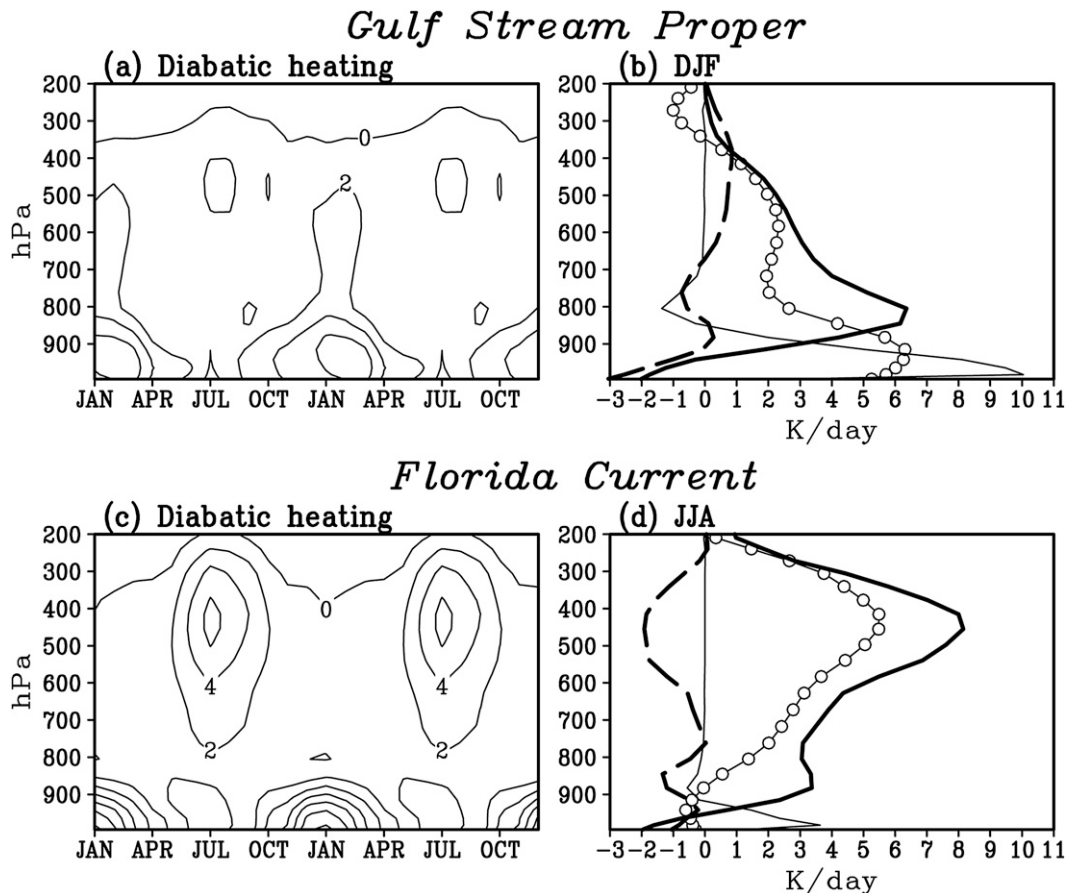 Gulf Stream Proper
(a) Diabatic heating
(b) DJF
200
300
400
500
600
700
800
900
hPa
0
2
JAN APR JUL OCT JAN APR JUL OCT
200
300
400
500
600
700
800
900
-3 -2 -1 0 1 2 3 4 5 6 7 8 9 10 11
K/day
Florida Current
(c) Diabatic heating
(d) JJA
200
300
400
500
600
700
800
900
hPa
0
4
4
2
2
JAN APR JUL OCT JAN APR JUL OCT
200
300
400
500
600
700
800
900
-3 -2 -1 0 1 2 3 4 5 6 7 8 9 10 11
K/day